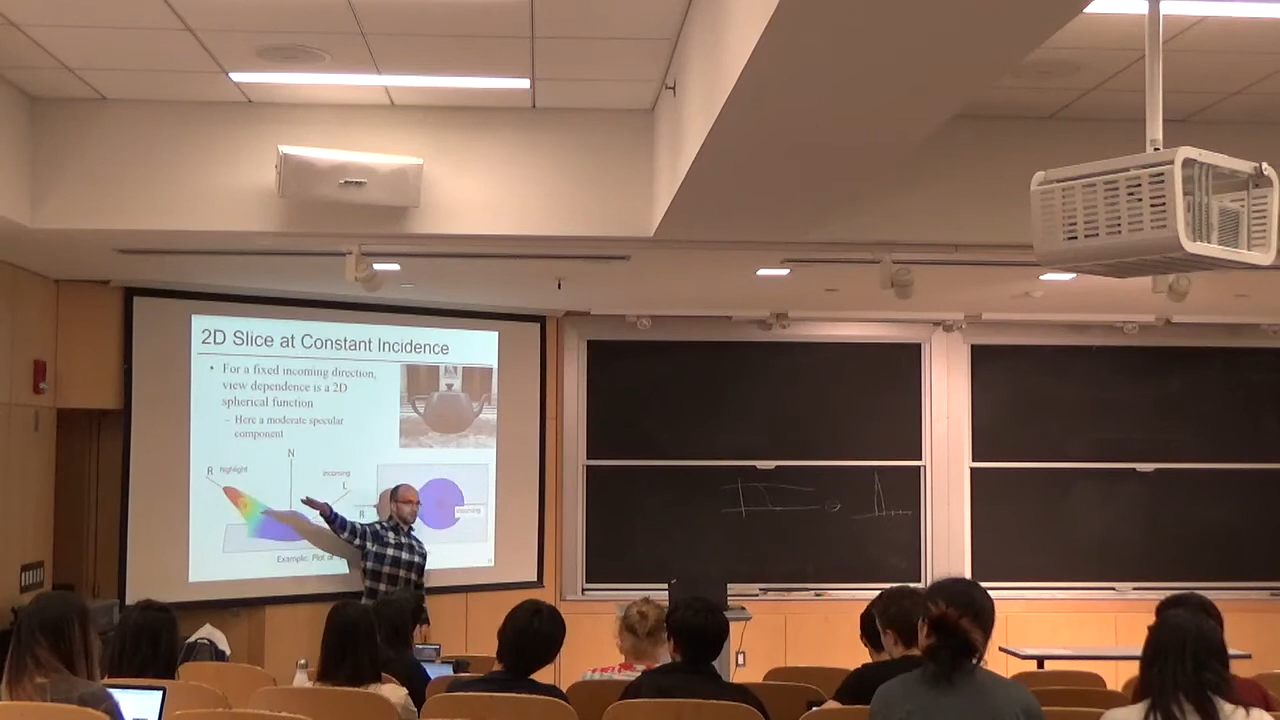 2D Slice at Constant Incidence
• For a fixed incoming direction,
view dependence is a 2D
spherical function
– Here a moderate specular
component
N
R highlight
incoming
L
R
incoming
Example: Plot of